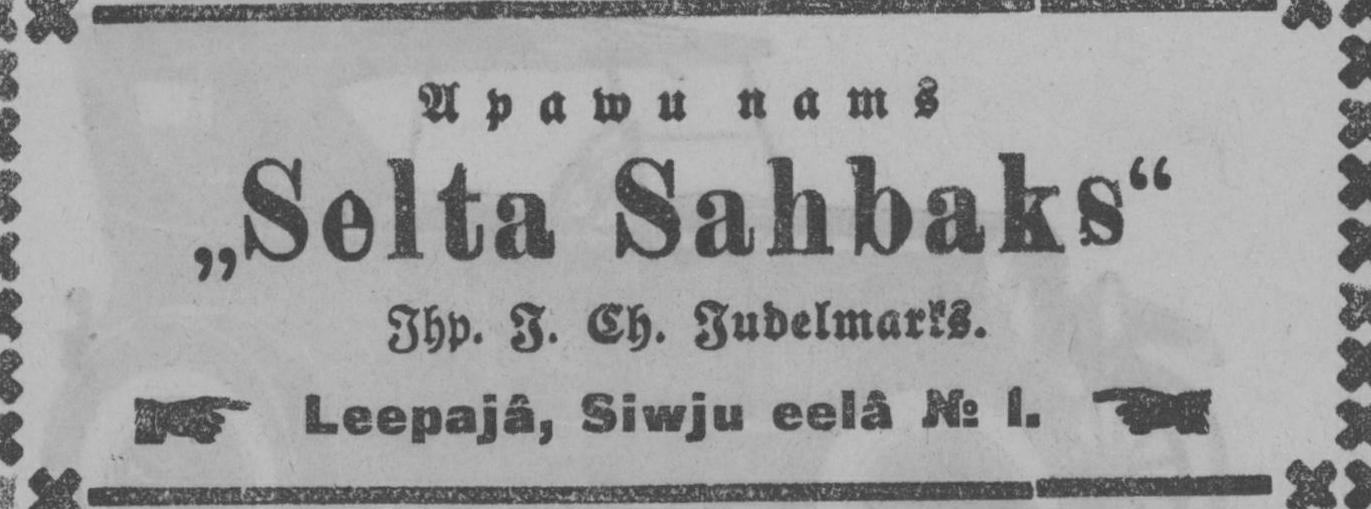 Apawu nams
„Selta Sahbaks“
Ihp. J. Ch. Judelmarks.
Leepajâ, Siwju eelâ № 1.